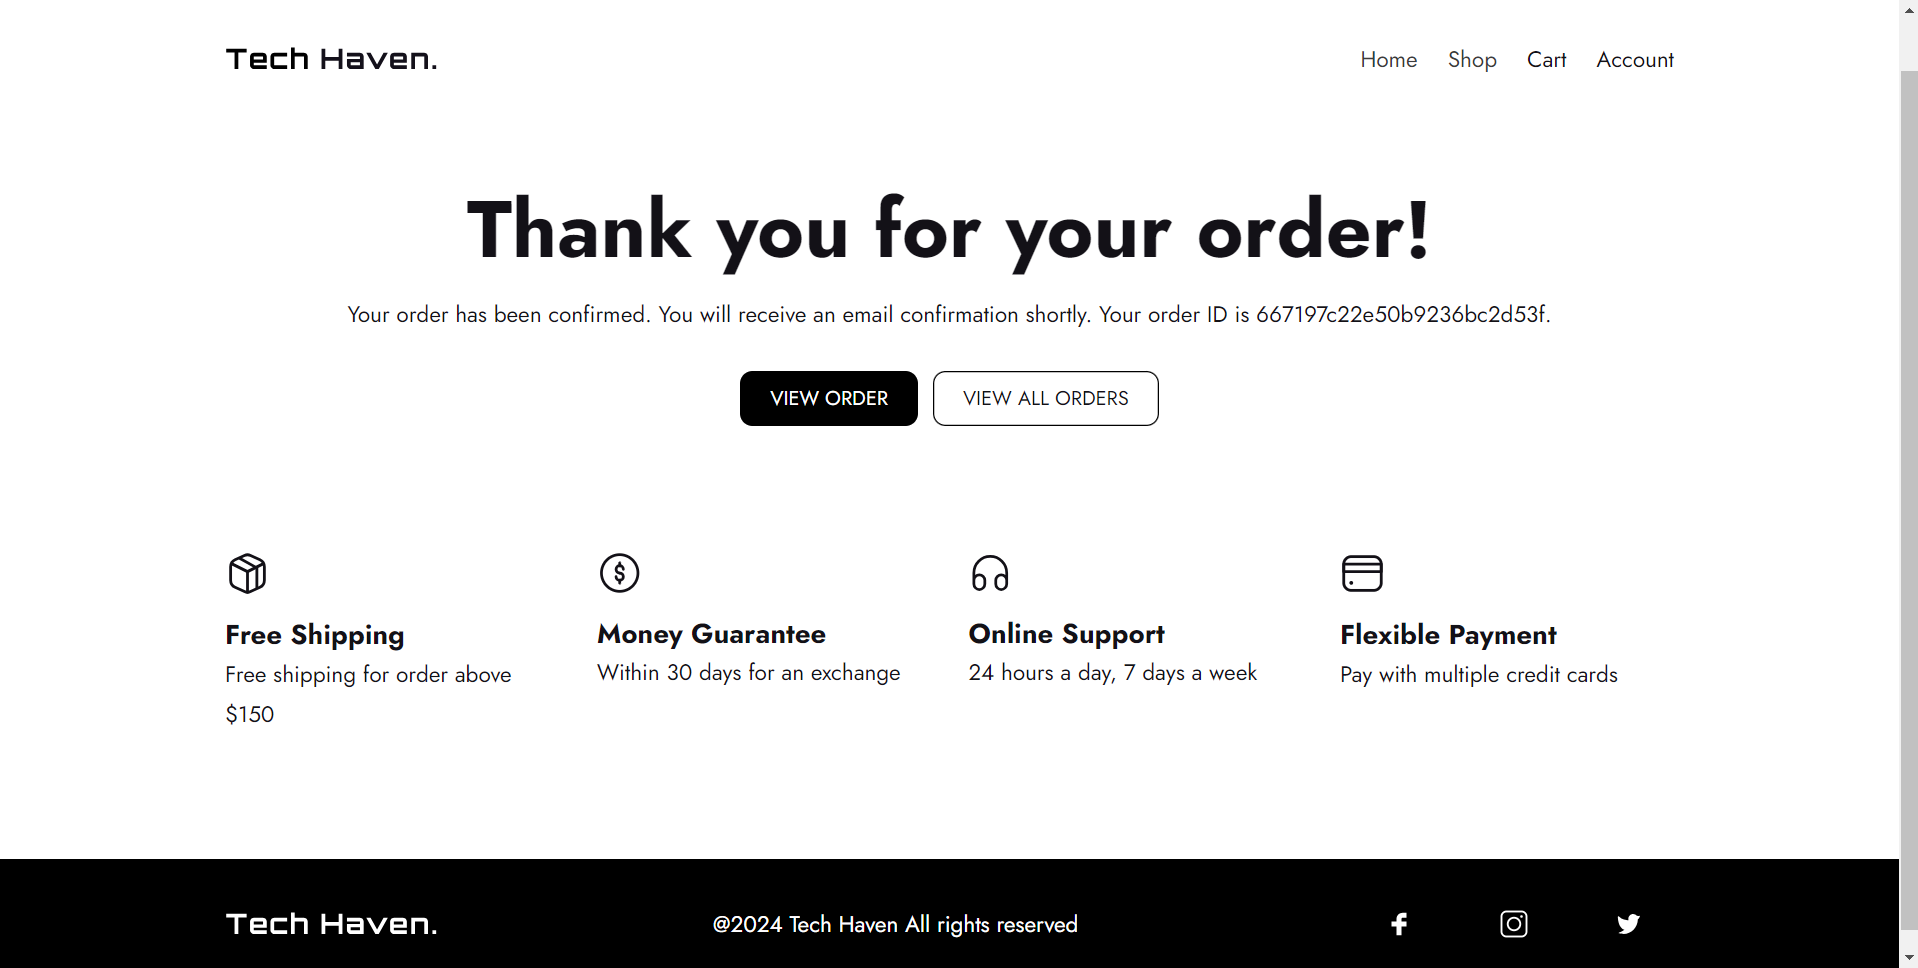 Tech Haven.
Home Shop Cart Account
Thank you for your order!
Your order has been confirmed. You will receive an email confirmation shortly. Your order ID is 667197c22e50b9236bc2d53f.
VIEW ORDER VIEW ALL ORDERS
Free Shipping
Free shipping for order above
$150
Money Guarantee
Within 30 days for an exchange
Online Support
24 hours a day, 7 days a week
Flexible Payment
Pay with multiple credit cards
Tech Haven.
@2024 Tech Haven All rights reserved